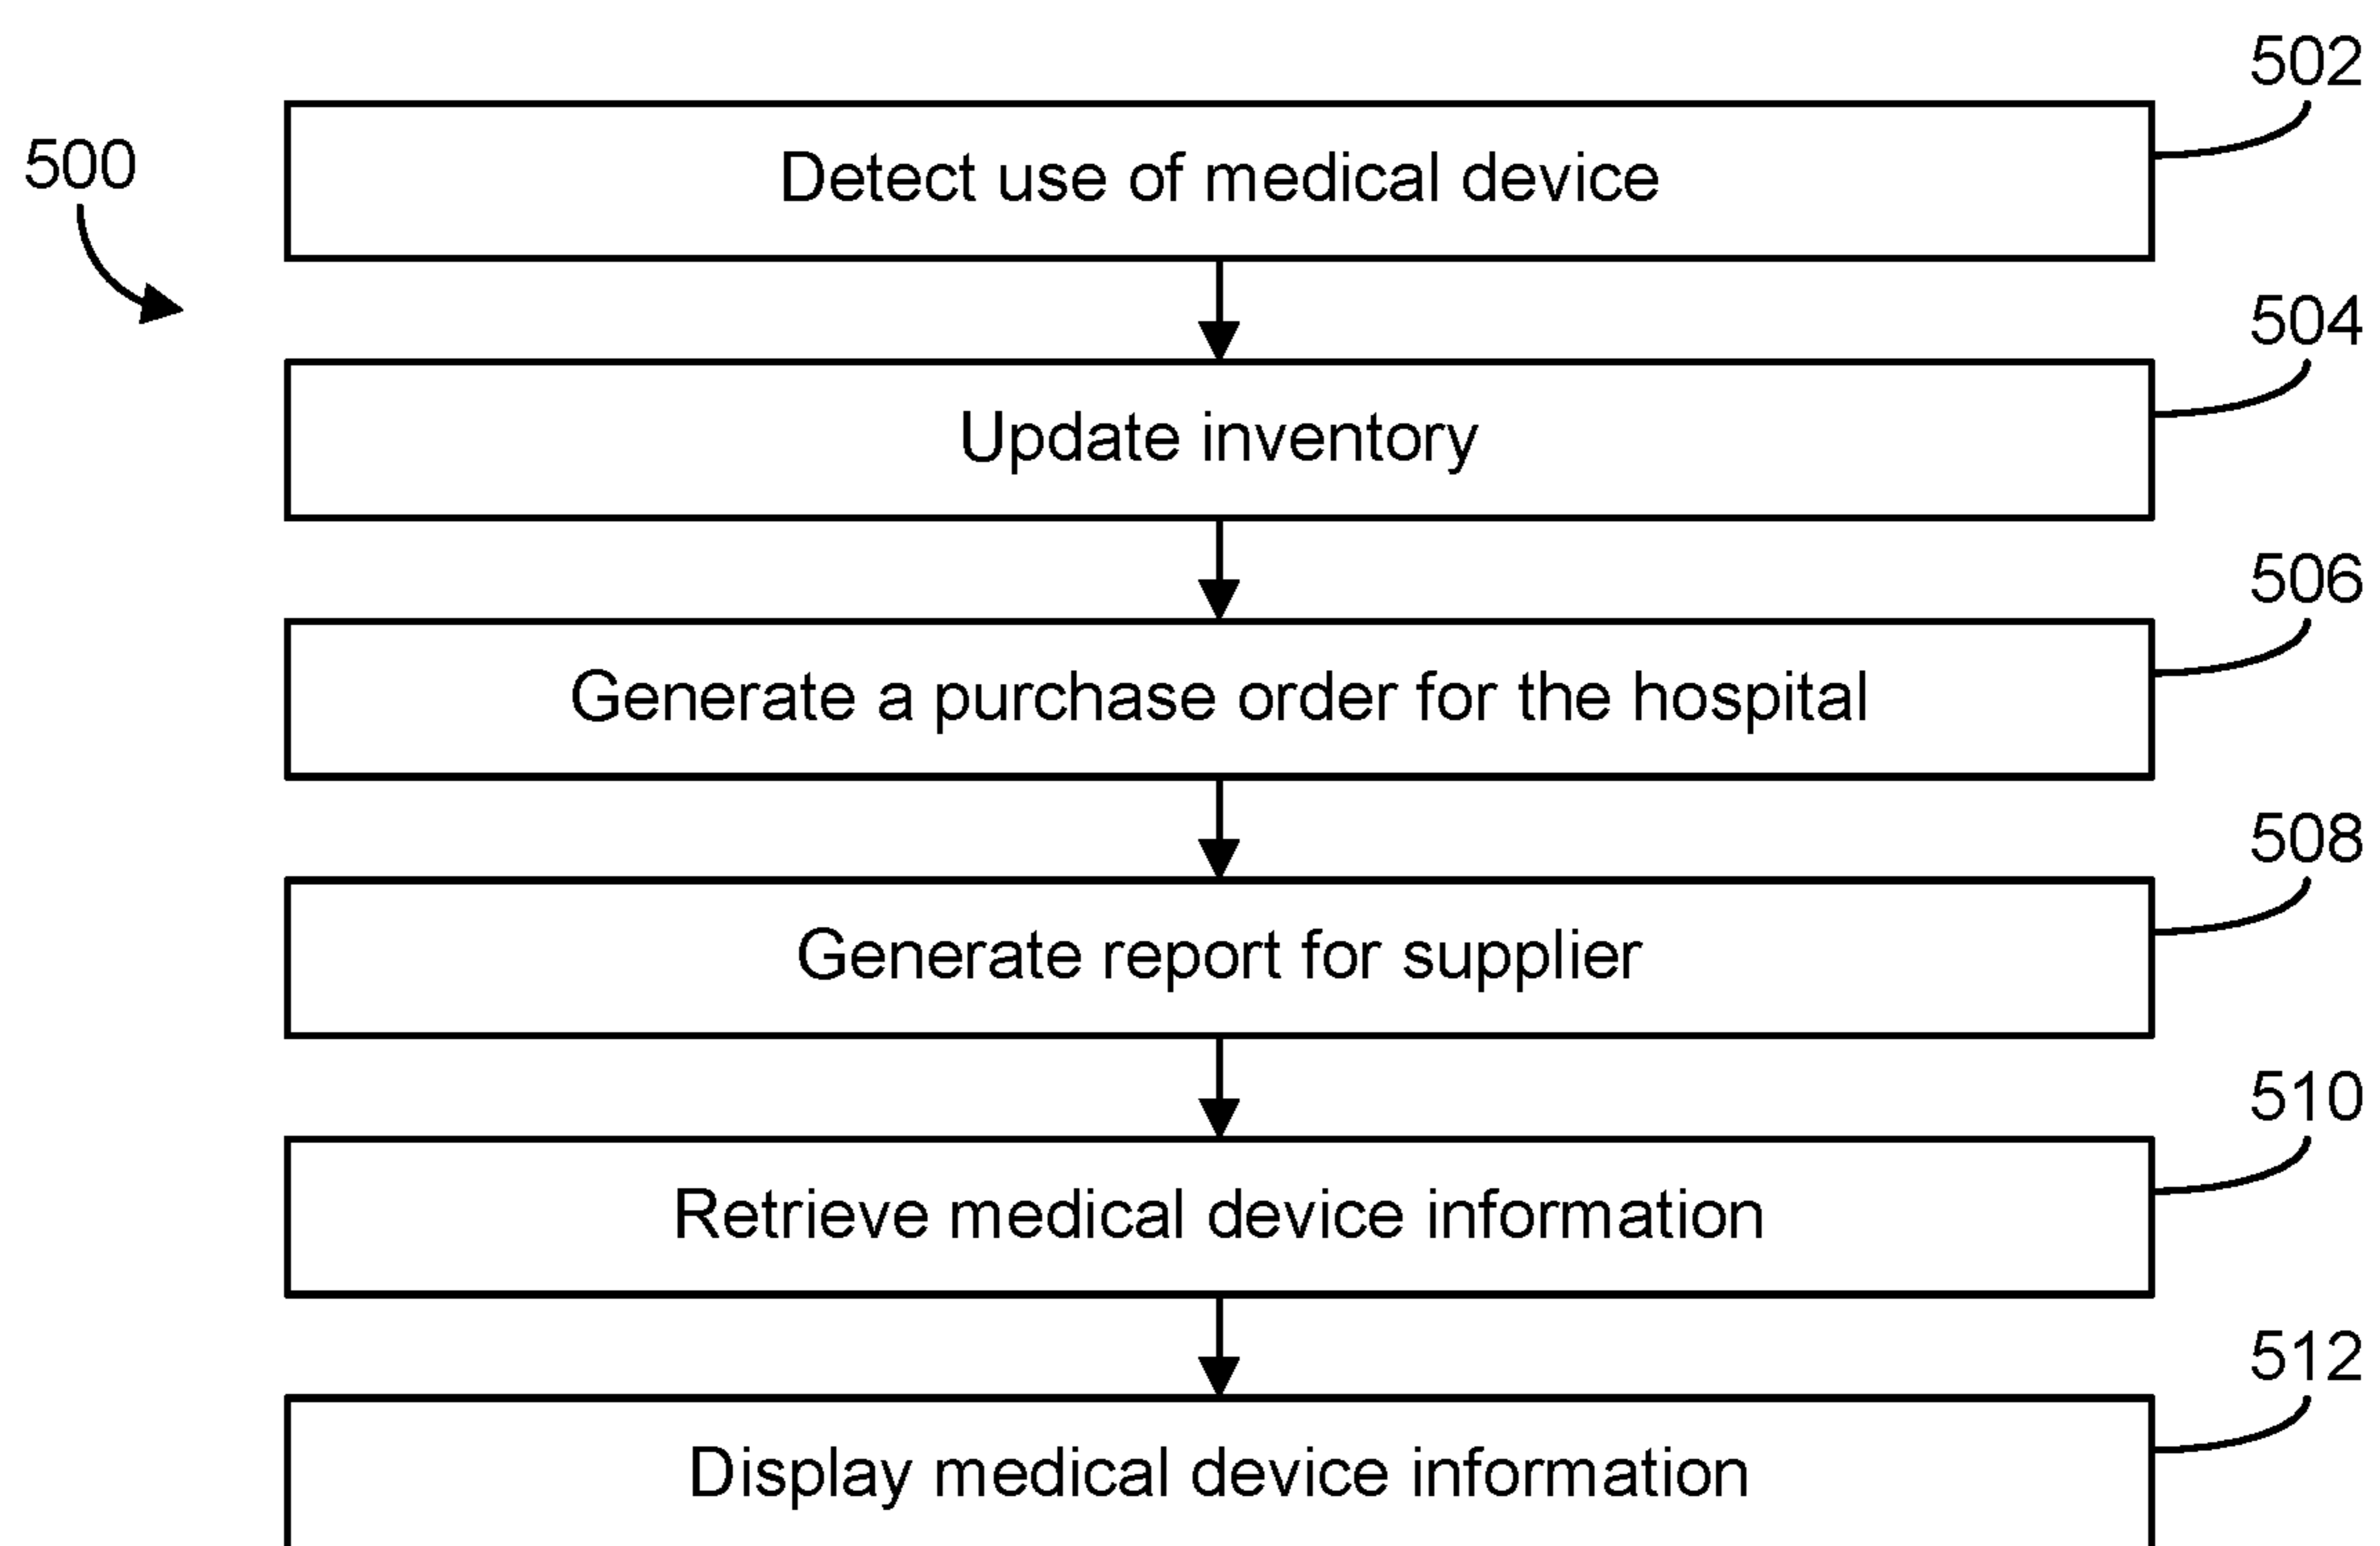 502
500
Detect use of medical device
504
Update inventory
506
Generate a purchase order for the hospital
508
Generate report for supplier
510
Retrieve medical device information
512
Display medical device information